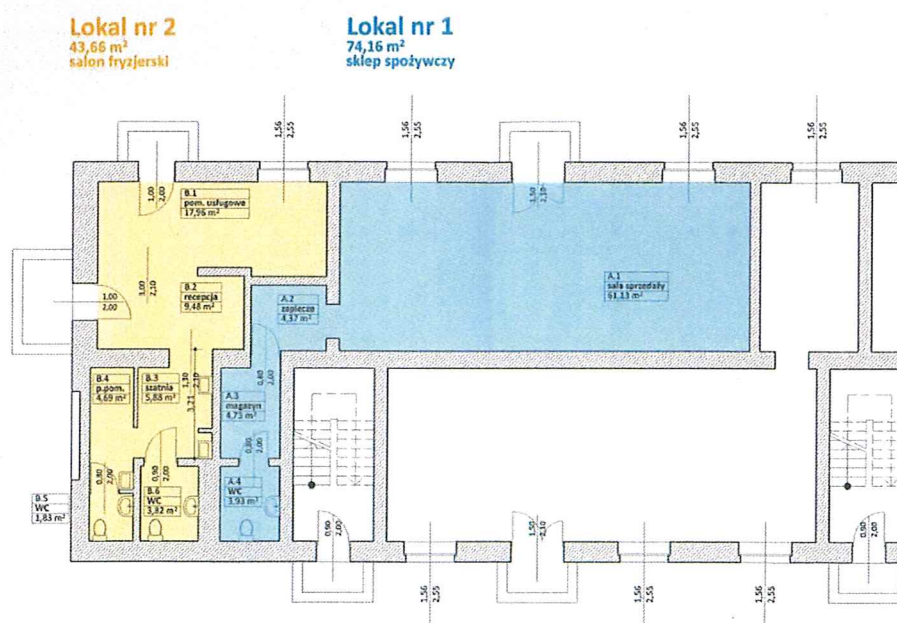 Lokal nr 2
43,66 m²
salon fryzjerski
Lokal nr 1
74,16 m²
sklep spożywczy
1,56
2,55
1,56
2,55
1,56
2,55
1,56
2,55
1,00
2,00
1,50
2,10
B.1
pom. usługowe
17,96 m²
3,00
2,10
B.2
recepcja
9,48 m²
1,00
2,00
A.2
zaplecze
4,37 m²
A.1
sala sprzedaży
61,13 m²
B.4
p.pom.
4,69 m²
B.3
szatnia
5,88 m²
1,30
2,10
3,21
0,80
2,00
A.3
magazyn
4,73 m²
0,80
2,00
0,80
2,00
0,90
2,00
A.4
WC
3,93 m²
B.5
WC
1,83 m²
B.6
WC
3,82 m²
0,90
2,00
1,50
2,10
0,90
2,00
1,56
2,55
1,56
2,55
1,56
2,55